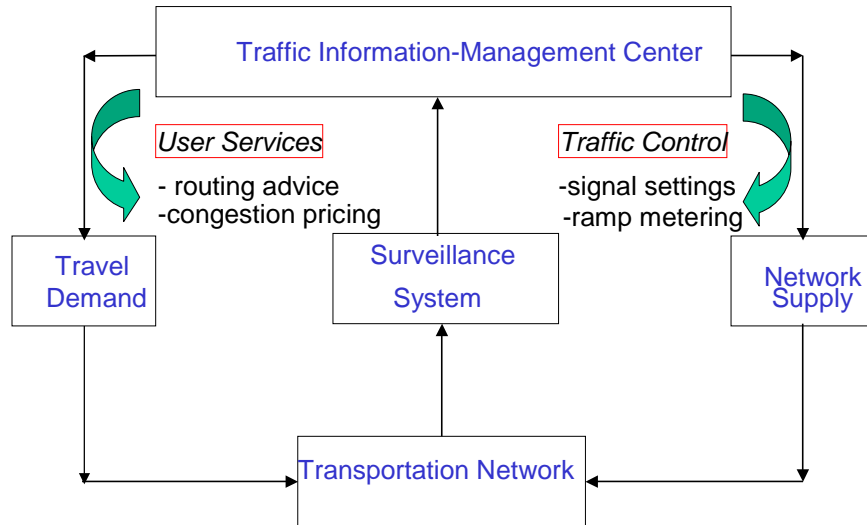 Traffic Information-Management Center
User Services
- routing advice
-congestion pricing
Traffic Control
-signal settings
-ramp metering
Travel
Demand
Surveillance
System
Network
Supply
Transportation Network